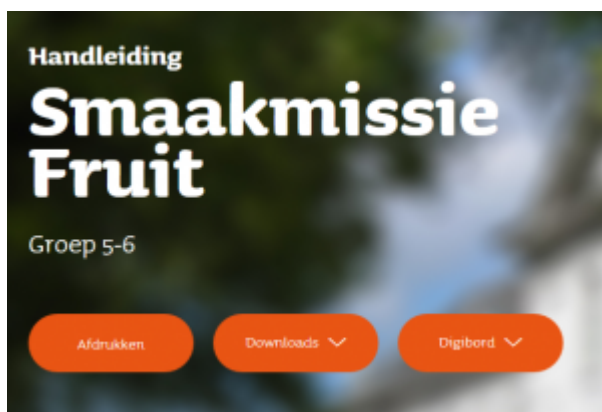 Handleiding
Smaakmissie
Fruit
Groep 5-6
Afdrukken
Downloads
Digibord